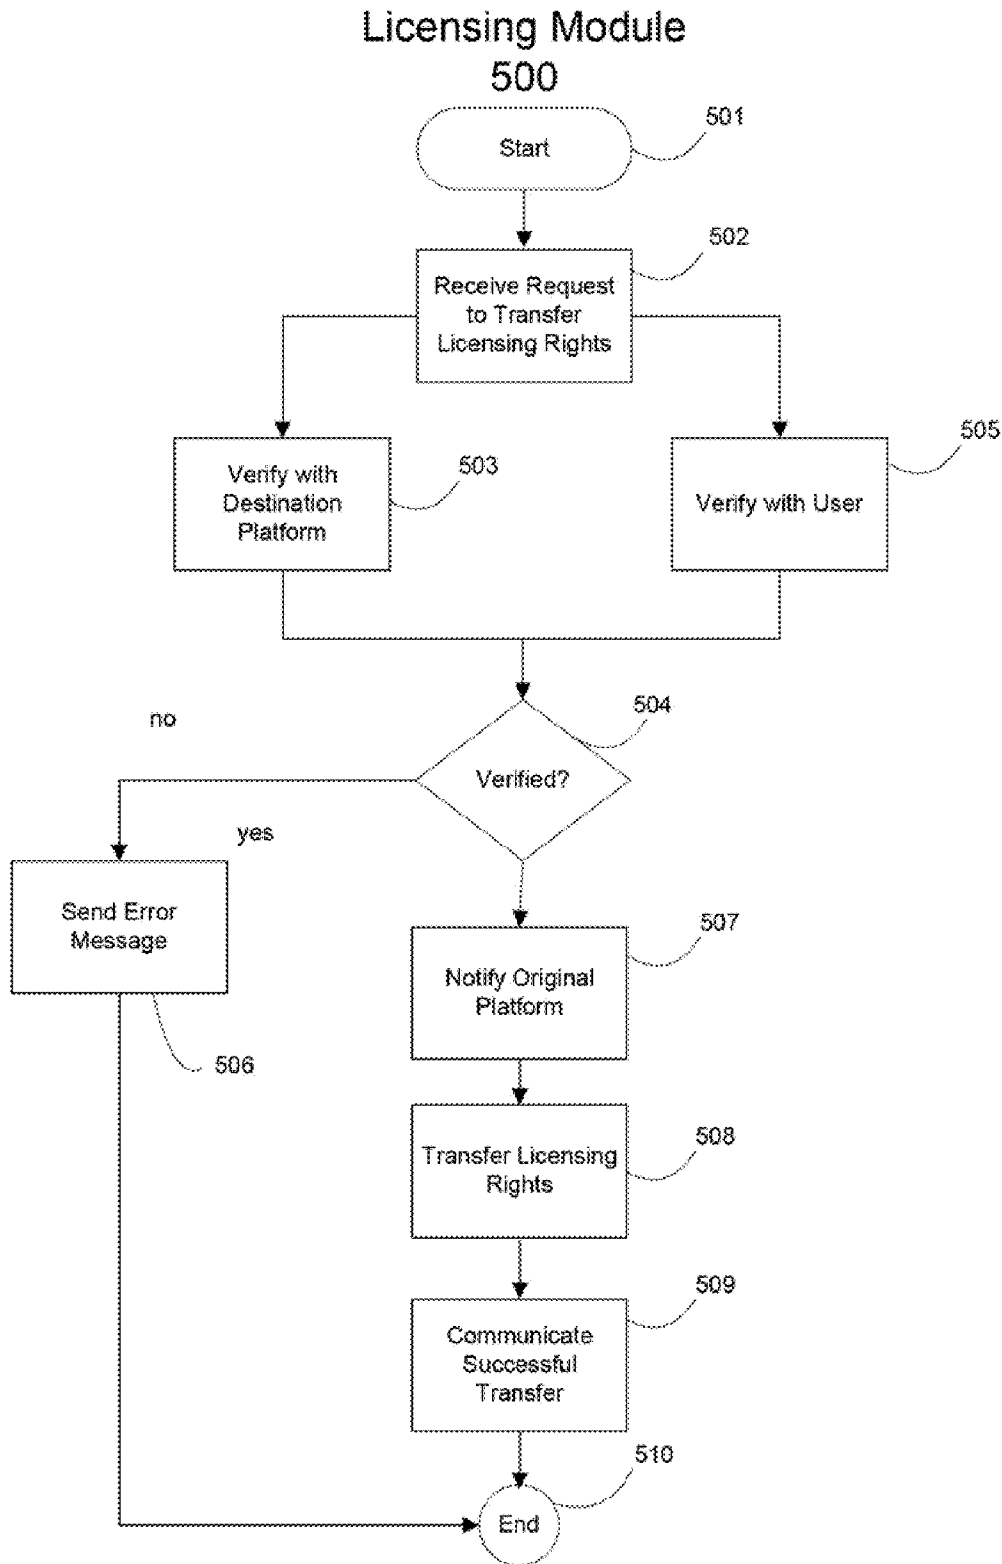 Licensing Module
500
Start
501
502
Receive Request
to Transfer
Licensing Rights
Verify with
Destination
Platform
503
505
Verify with User
no
504
Verified?
yes
Send Error
Message
506
507
Notify Original
Platform
508
Transfer Licensing
Rights
509
Communicate
Successful
Transfer
510
End